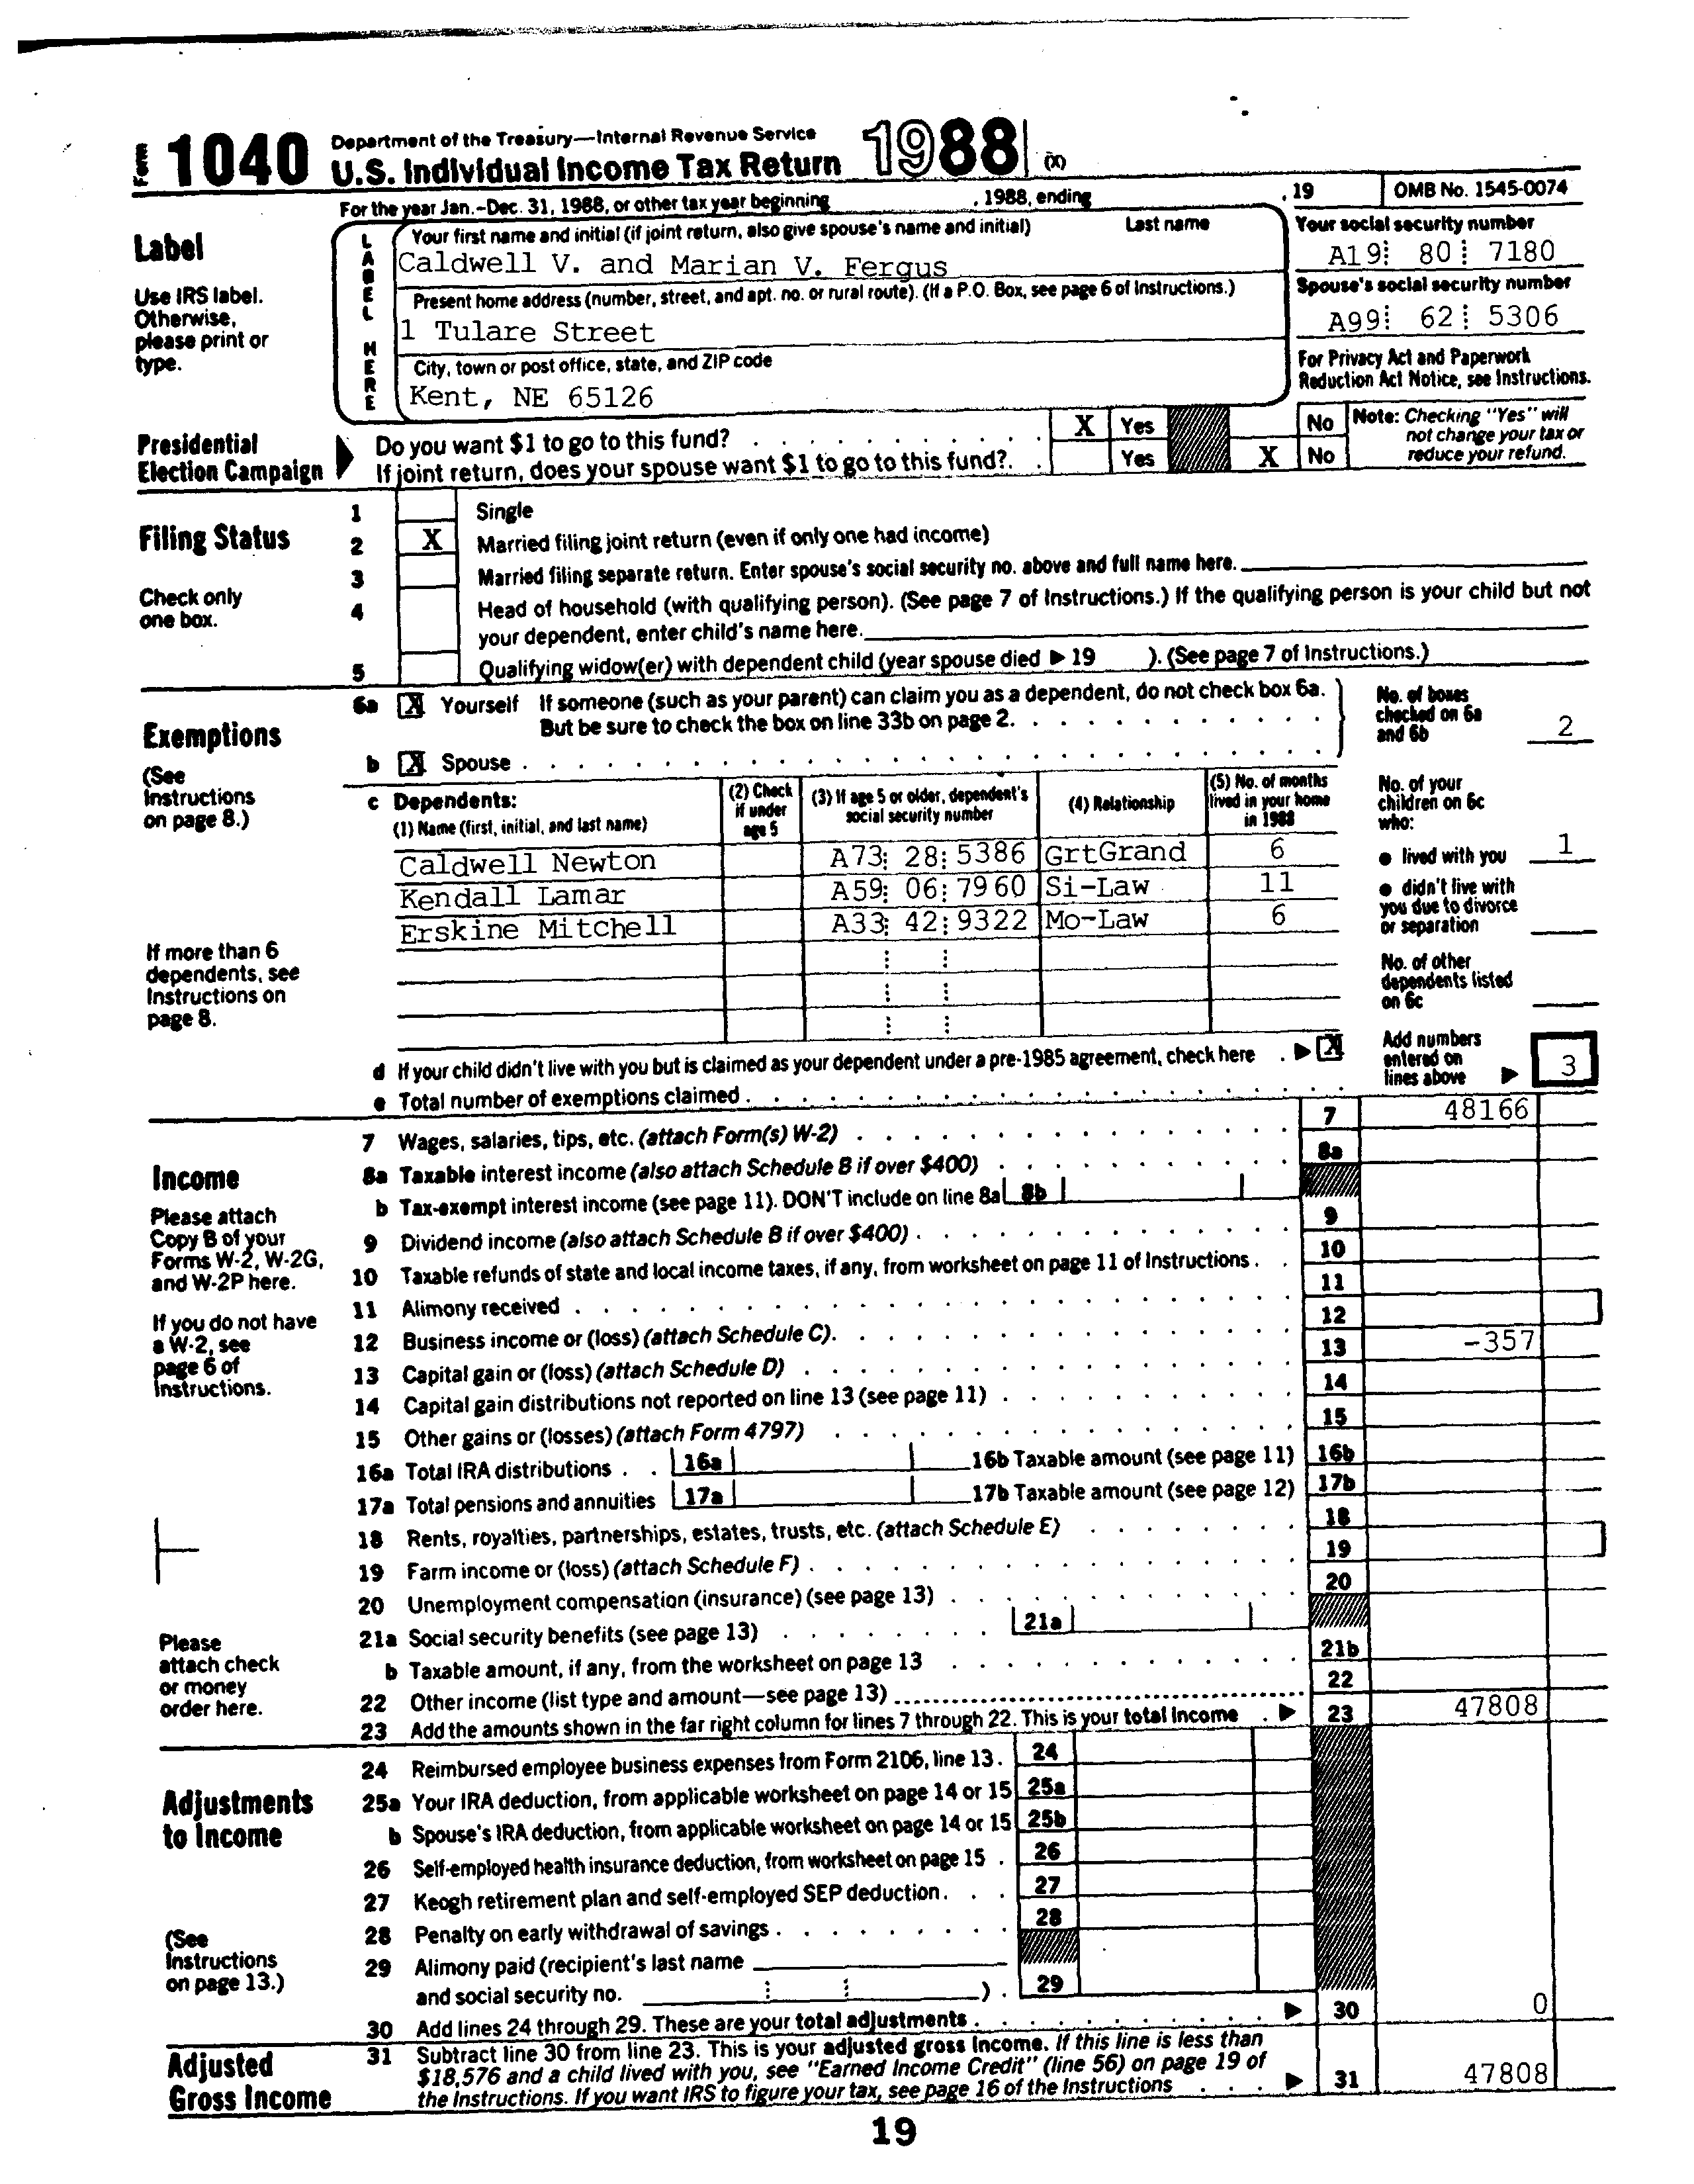 Form 1040 Department of the Treasury—Internal Revenue Service
U.S. Individual Income Tax Return 1988 (X)
For the year Jan.–Dec. 31, 1988, or other tax year beginning , 1988, ending , 19 OMB No. 1545-0074
Label
Use IRS label. Otherwise, please print or type.
LABEL HERE
Your first name and initial (if joint return, also give spouse's name and initial) Last name
Caldwell V. and Marian V. Fergus
Your social security number
A19 80 7180
Present home address (number, street, and apt. no. or rural route). (If a P.O. Box, see page 6 of Instructions.)
1 Tulare Street
Spouse's social security number
A99 62 5306
City, town or post office, state, and ZIP code
Kent, NE 65126
For Privacy Act and Paperwork Reduction Act Notice, see Instructions.
Presidential Election Campaign
Do you want $1 to go to this fund? X Yes No
If joint return, does your spouse want $1 to go to this fund? Yes X No
Note: Checking "Yes" will not change your tax or reduce your refund.
Filing Status
Check only one box.
1 Single
2 X Married filing joint return (even if only one had income)
3 Married filing separate return. Enter spouse's social security no. above and full name here.
4 Head of household (with qualifying person). (See page 7 of Instructions.) If the qualifying person is your child but not
your dependent, enter child's name here.
5 Qualifying widow(er) with dependent child (year spouse died ▶ 19 ). (See page 7 of Instructions.)
Exemptions
(See Instructions on page 8.)
6a X Yourself If someone (such as your parent) can claim you as a dependent, do not check box 6a.
But be sure to check the box on line 33b on page 2.
b X Spouse
No. of boxes checked on 6a and 6b 2
c Dependents:
(1) Name (first, initial, and last name)
(2) Check if under age 5
(3) If age 5 or older, dependent's social security number
(4) Relationship
(5) No. of months lived in your home in 1988
Caldwell Newton A73 28 5386 GrtGrand 6
Kendall Lamar A59 06 7960 Si-Law 11
Erskine Mitchell A33 42 9322 Mo-Law 6
No. of your children on 6c who:
● lived with you 1
● didn't live with you due to divorce or separation
No. of other dependents listed on 6c
If more than 6 dependents, see Instructions on page 8.
d If your child didn't live with you but is claimed as your dependent under a pre-1985 agreement, check here ▶ X
e Total number of exemptions claimed
Add numbers entered on lines above ▶ 3
Income
Please attach Copy B of your Forms W-2, W-2G, and W-2P here.
If you do not have a W-2, see page 6 of Instructions.
Please attach check or money order here.
7 Wages, salaries, tips, etc. (attach Form(s) W-2) 7 48166
8a Taxable interest income (also attach Schedule B if over $400) 8a
b Tax-exempt interest income (see page 11). DON'T include on line 8a 8b
9 Dividend income (also attach Schedule B if over $400) 9
10 Taxable refunds of state and local income taxes, if any, from worksheet on page 11 of Instructions. 10
11 Alimony received 11
12 Business income or (loss) (attach Schedule C). 12
13 Capital gain or (loss) (attach Schedule D) 13 -357
14 Capital gain distributions not reported on line 13 (see page 11) 14
15 Other gains or (losses) (attach Form 4797) 15
16a Total IRA distributions 16a 16b Taxable amount (see page 11) 16b
17a Total pensions and annuities 17a 17b Taxable amount (see page 12) 17b
18 Rents, royalties, partnerships, estates, trusts, etc. (attach Schedule E) 18
19 Farm income or (loss) (attach Schedule F) 19
20 Unemployment compensation (insurance) (see page 13) 20
21a Social security benefits (see page 13) 21a
b Taxable amount, if any, from the worksheet on page 13 21b
22 Other income (list type and amount—see page 13) 22
23 Add the amounts shown in the far right column for lines 7 through 22. This is your total income ▶ 23 47808
Adjustments to Income
(See Instructions on page 13.)
24 Reimbursed employee business expenses from Form 2106, line 13. 24
25a Your IRA deduction, from applicable worksheet on page 14 or 15 25a
b Spouse's IRA deduction, from applicable worksheet on page 14 or 15 25b
26 Self-employed health insurance deduction, from worksheet on page 15 26
27 Keogh retirement plan and self-employed SEP deduction 27
28 Penalty on early withdrawal of savings 28
29 Alimony paid (recipient's last name
and social security no. ) 29
30 Add lines 24 through 29. These are your total adjustments ▶ 30 0
Adjusted Gross Income
31 Subtract line 30 from line 23. This is your adjusted gross income. If this line is less than
$18,576 and a child lived with you, see "Earned Income Credit" (line 56) on page 19 of
the Instructions. If you want IRS to figure your tax, see page 16 of the Instructions ▶ 31 47808
19